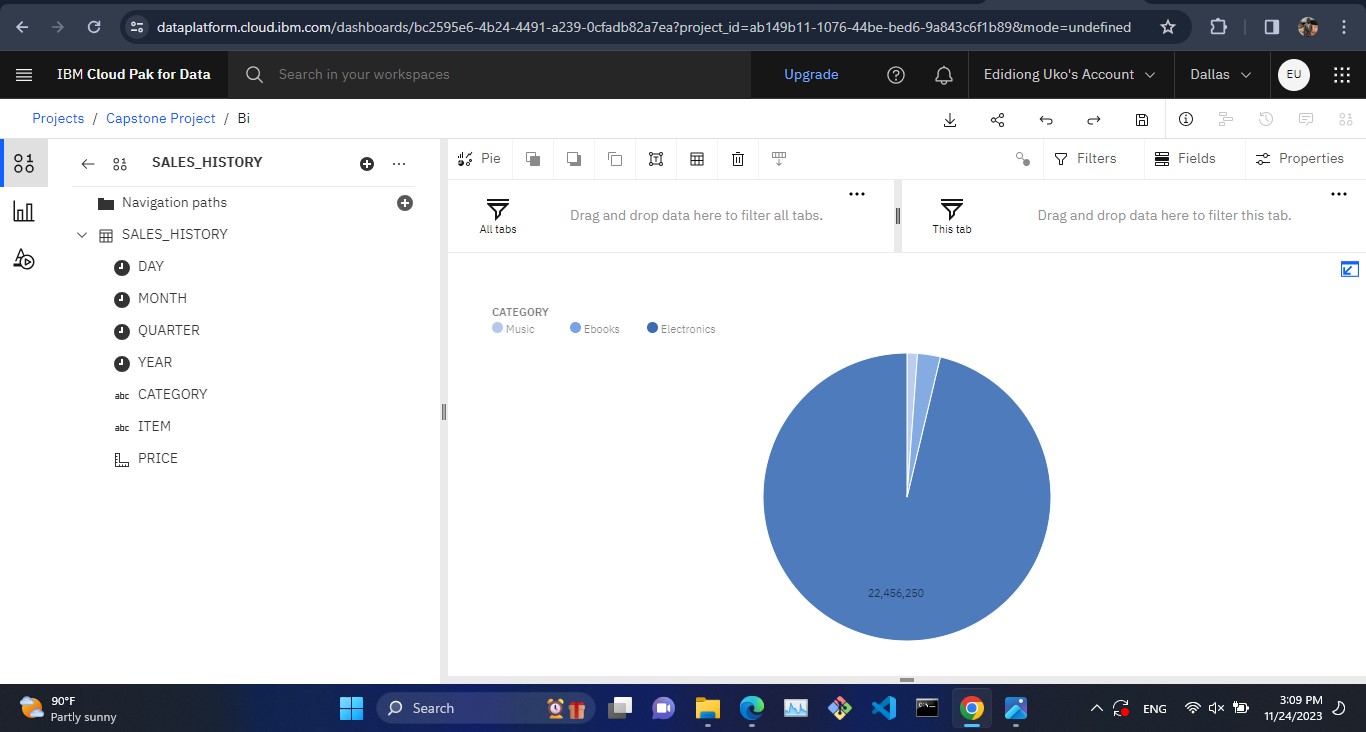 dataplatform.cloud.ibm.com/dashboards/bc2595e6-4b24-4491-a239-0cfadb82a7ea?project_id=ab149b11-1076-44be-bed6-9a843c6f1b89&mode=undefined
IBM Cloud Pak for Data
Search in your workspaces
Upgrade
Edidiong Uko's Account
Dallas
EU
Projects / Capstone Project / Bi
SALES_HISTORY
Navigation paths
SALES_HISTORY
DAY
MONTH
QUARTER
YEAR
abc CATEGORY
abc ITEM
PRICE
Pie
Filters
Fields
Properties
All tabs
Drag and drop data here to filter all tabs.
This tab
Drag and drop data here to filter this tab.
CATEGORY
Music Ebooks Electronics
22,456,250
90°F
Partly sunny
Search
ENG
3:09 PM
11/24/2023